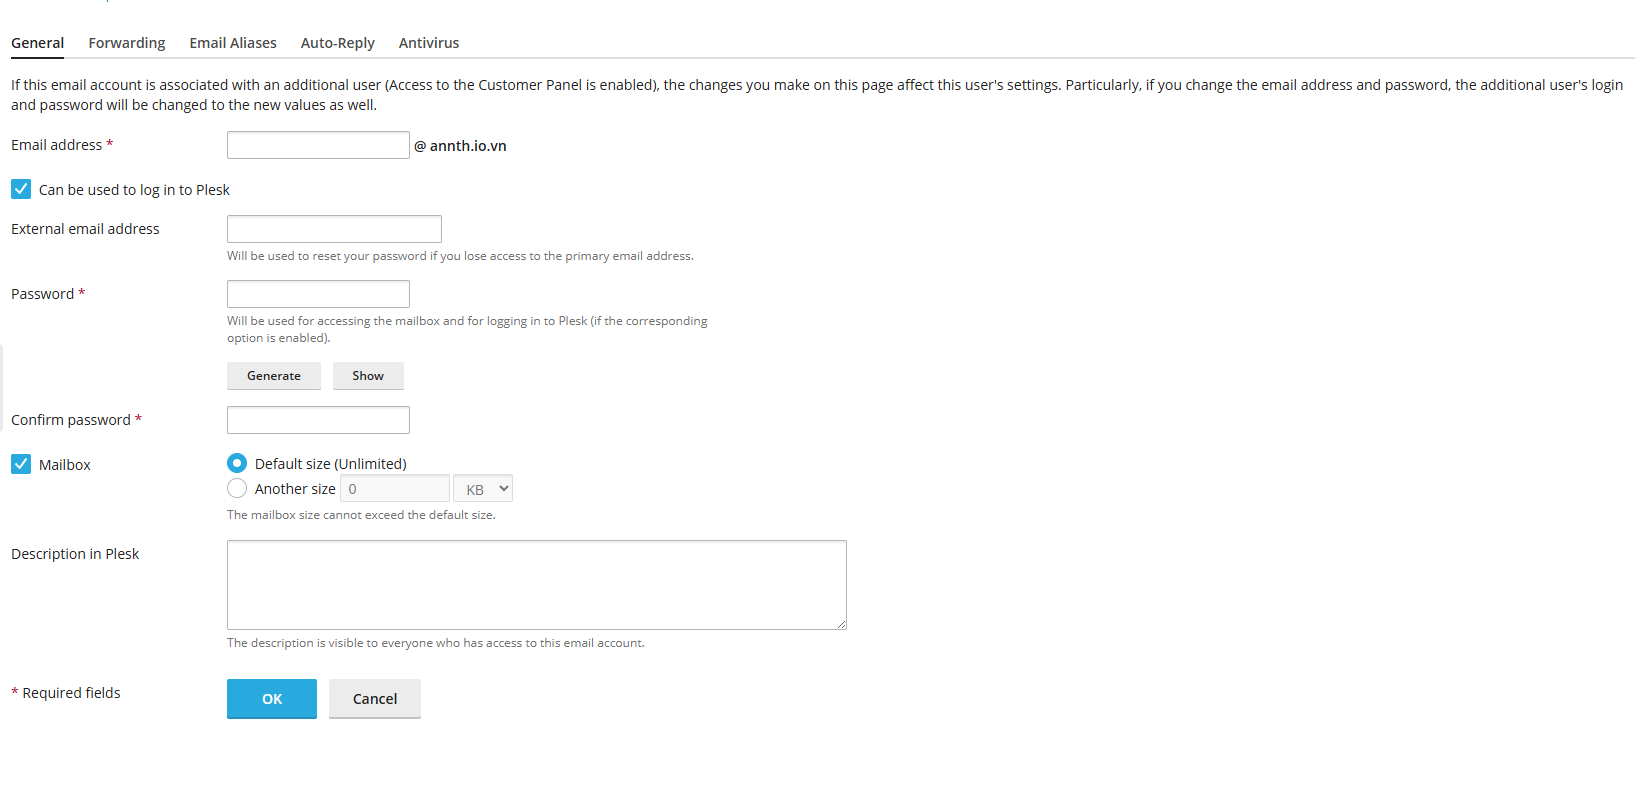 General Forwarding Email Aliases Auto-Reply Antivirus
If this email account is associated with an additional user (Access to the Customer Panel is enabled), the changes you make on this page affect this user's settings. Particularly, if you change the email address and password, the additional user's login
and password will be changed to the new values as well.
Email address * @ annth.io.vn
Can be used to log in to Plesk
External email address
Will be used to reset your password if you lose access to the primary email address.
Password *
Will be used for accessing the mailbox and for logging in to Plesk (if the corresponding
option is enabled).
Generate Show
Confirm password *
Mailbox Default size (Unlimited)
Another size 0 KB
The mailbox size cannot exceed the default size.
Description in Plesk
The description is visible to everyone who has access to this email account.
* Required fields OK Cancel